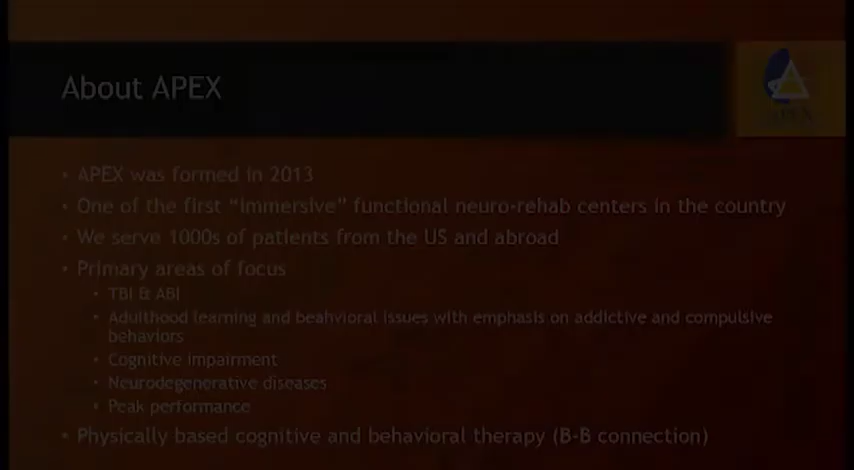 About APEX
• APEX was formed in 2013
• One of the first “immersive” functional neuro-rehab centers in the country
• We serve 1000s of patients from the US and abroad
• Primary areas of focus
• TBI & ABI
• Adulthood learning and beahvioral issues with emphasis on addictive and compulsive
behaviors
• Cognitive impairment
• Neurodegenerative diseases
• Peak performance
• Physically based cognitive and behavioral therapy (B-B connection)